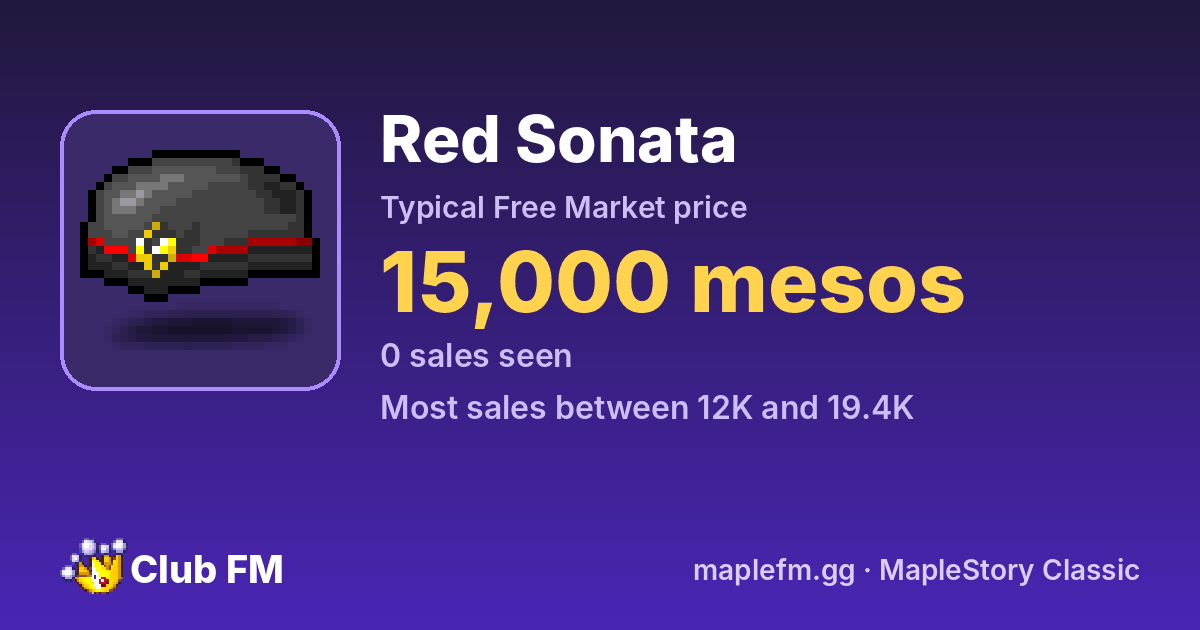 Red Sonata
Typical Free Market price
15,000 mesos
0 sales seen
Most sales between 12K and 19.4K
Club FM
maplefm.gg · MapleStory Classic